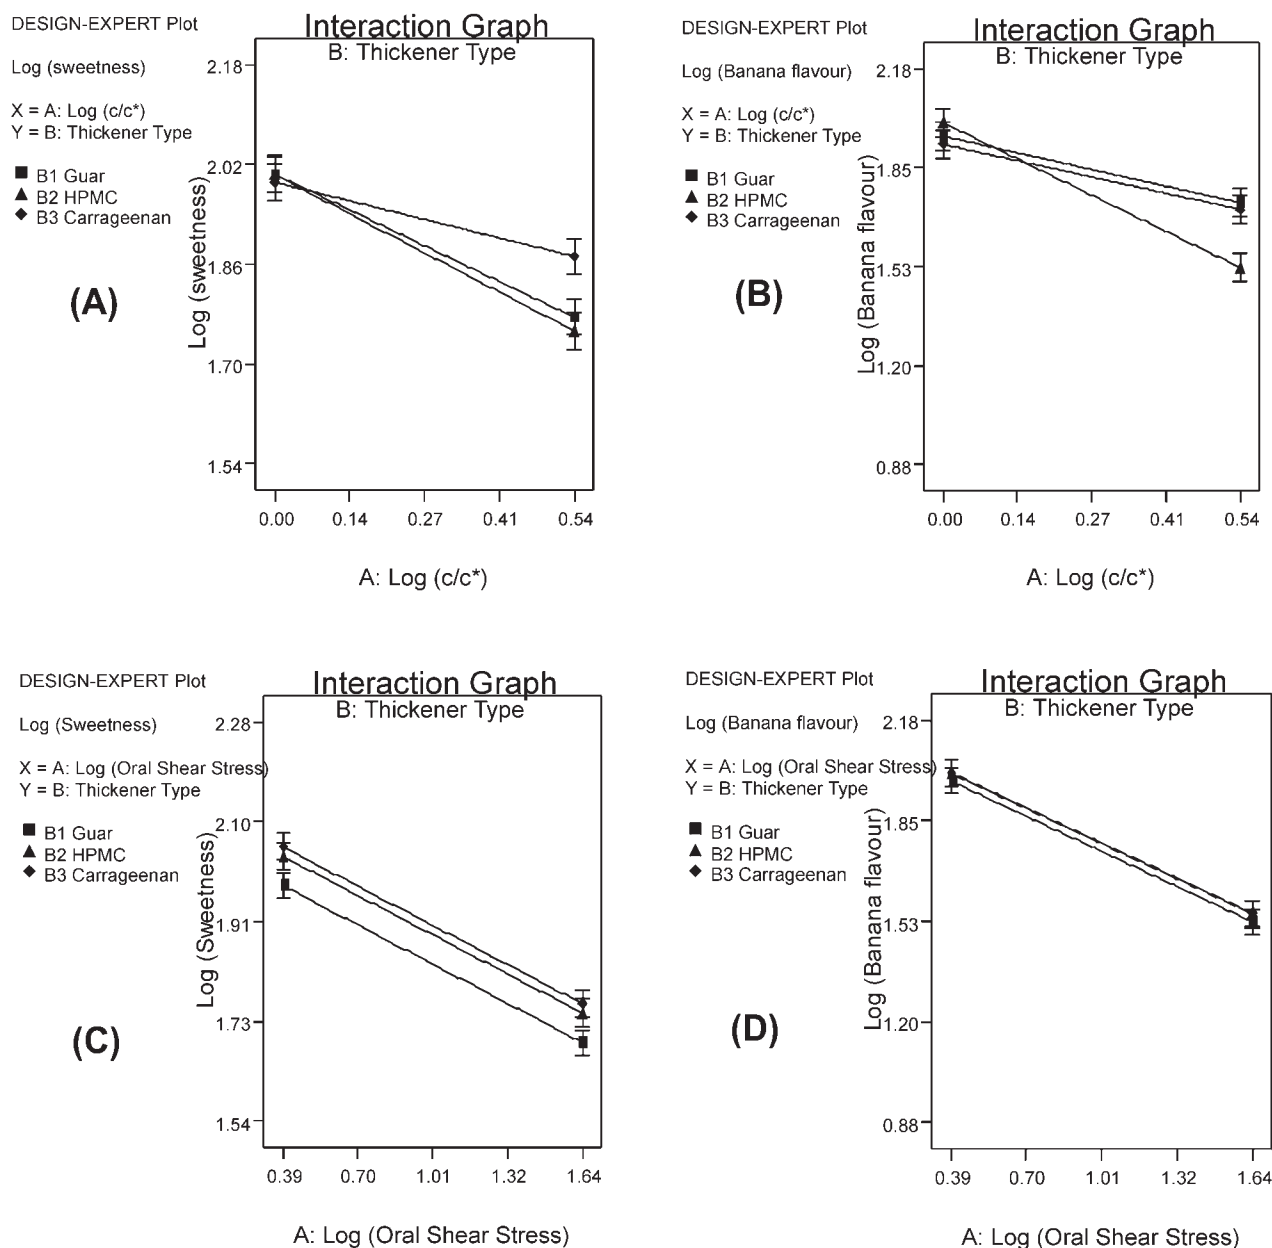 DESIGN-EXPERT Plot
Log (sweetness)
X = A: Log (c/c*)
Y = B: Thickener Type
B1 Guar
B2 HPMC
B3 Carrageenan
(A)
Interaction Graph
B: Thickener Type
Log (sweetness)
2.18
2.02
1.86
1.70
1.54
0.00 0.14 0.27 0.41 0.54
A: Log (c/c*)
DESIGN-EXPERT Plot
Log (Banana flavour)
X = A: Log (c/c*)
Y = B: Thickener Type
B1 Guar
B2 HPMC
B3 Carrageenan
(B)
Interaction Graph
B: Thickener Type
Log (Banana flavour)
2.18
1.85
1.53
1.20
0.88
0.00 0.14 0.27 0.41 0.54
A: Log (c/c*)
DESIGN-EXPERT Plot
Log (Sweetness)
X = A: Log (Oral Shear Stress)
Y = B: Thickener Type
B1 Guar
B2 HPMC
B3 Carrageenan
(C)
Interaction Graph
B: Thickener Type
Log (Sweetness)
2.28
2.10
1.91
1.73
1.54
0.39 0.70 1.01 1.32 1.64
A: Log (Oral Shear Stress)
DESIGN-EXPERT Plot
Log (Banana flavour)
X = A: Log (Oral Shear Stress)
Y = B: Thickener Type
B1 Guar
B2 HPMC
B3 Carrageenan
(D)
Interaction Graph
B: Thickener Type
Log (Banana flavour)
2.18
1.85
1.53
1.20
0.88
0.39 0.70 1.01 1.32 1.64
A: Log (Oral Shear Stress)